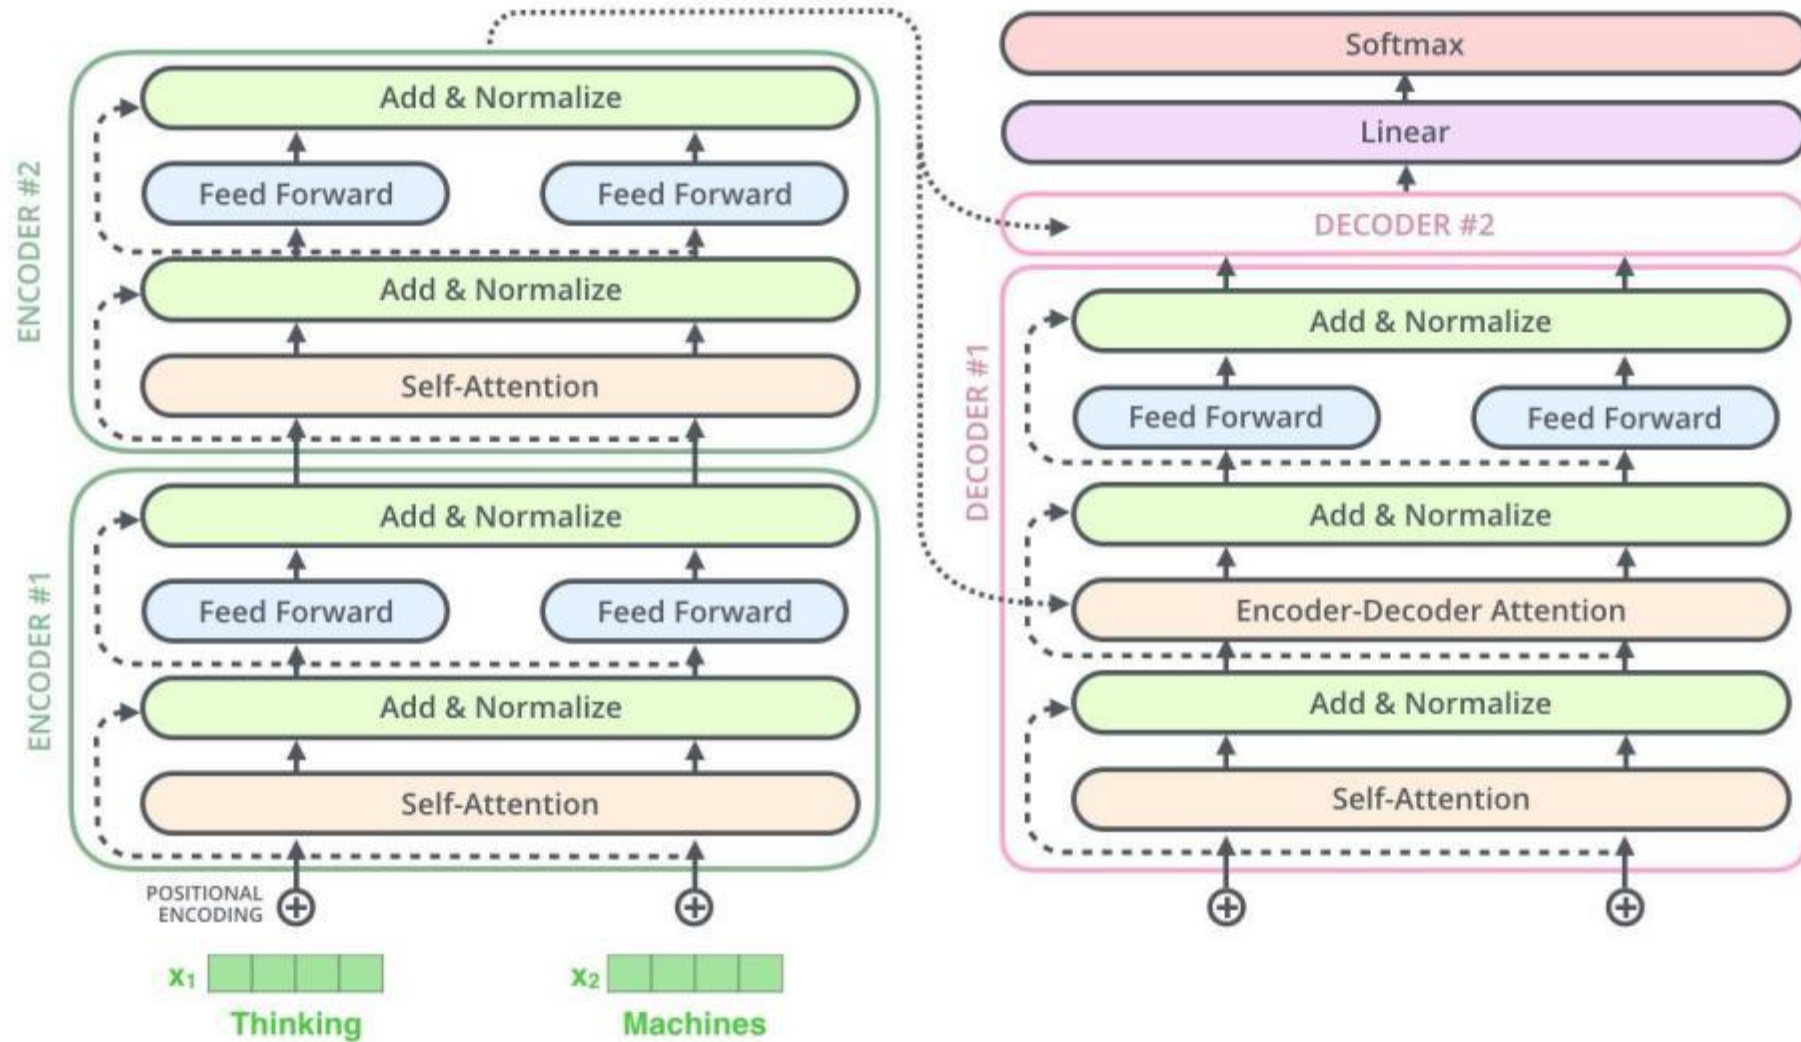 ENCODER #2
Add & Normalize
Feed Forward
Feed Forward
Add & Normalize
Self-Attention
ENCODER #1
Add & Normalize
Feed Forward
Feed Forward
Add & Normalize
Self-Attention
POSITIONAL
ENCODING
x₁
x₂
Thinking
Machines
Softmax
Linear
DECODER #2
DECODER #1
Add & Normalize
Feed Forward
Feed Forward
Add & Normalize
Encoder-Decoder Attention
Add & Normalize
Self-Attention